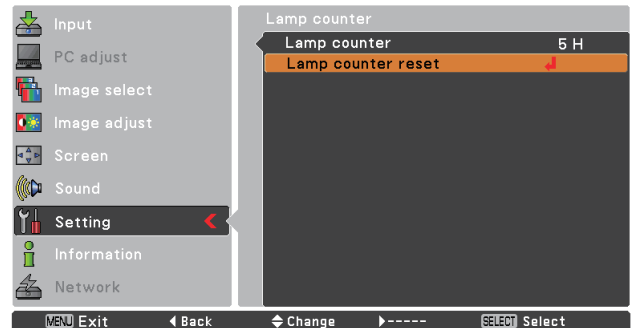 Input
PC adjust
Image select
Image adjust
Screen
Sound
Setting
Information
Network
Lamp counter
Lamp counter 5 H
Lamp counter reset
MENU Exit Back Change ----- SELECT Select